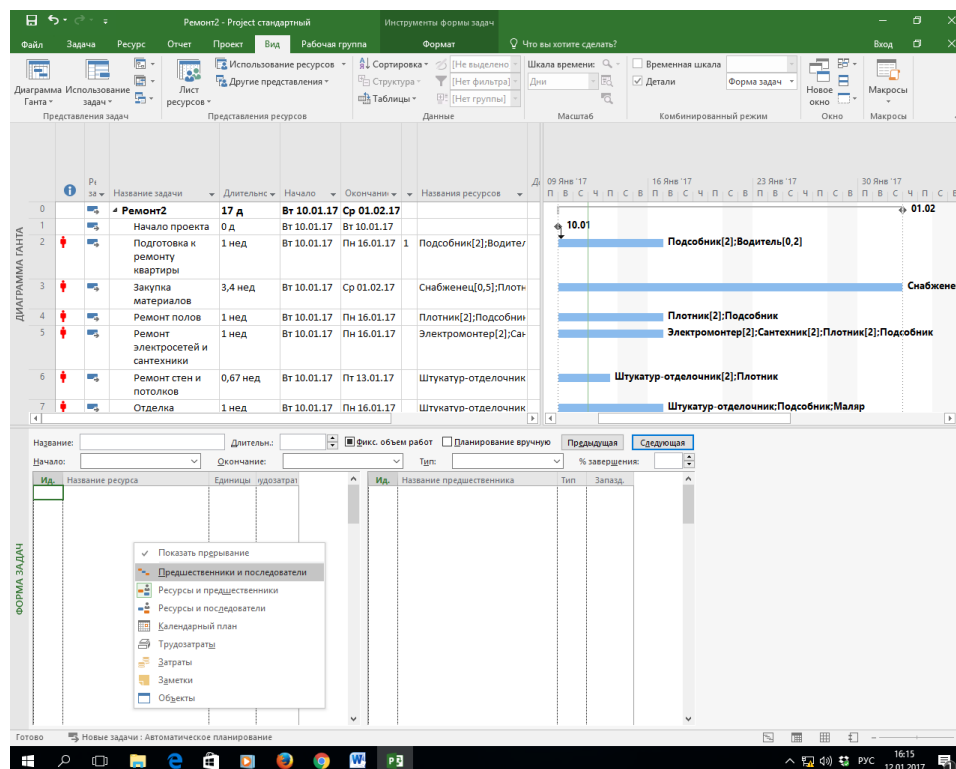 Ремонт2 - Project стандартный
Инструменты формы задач
Файл Задача Ресурс Отчет Проект Вид Рабочая группа Формат Что вы хотите сделать? Вход
Диаграмма Ганта
Использование задач
Представления задач
Лист ресурсов
Использование ресурсов
Другие представления
Представления ресурсов
Сортировка
Структура
Таблицы
[Не выделено
[Нет фильтра]
[Нет группы]
Данные
Шкала времени:
Дни
Масштаб
Временная шкала
Детали Форма задач
Комбинированный режим
Новое окно
Окно
Макросы
Макросы
09 Янв '17 16 Янв '17 23 Янв '17 30 Янв '17
за Название задачи Длительнс Начало Окончани Названия ресурсов
П В С Ч П С В П В С Ч П С В П В С Ч П С В П В С Ч П С В
ДИАГРАММА ГАНТА
0 Ремонт2 17 д Вт 10.01.17 Ср 01.02.17 01.02
1 Начало проекта 0 д Вт 10.01.17 Вт 10.01.17 10.01
2 Подготовка к ремонту квартиры 1 нед Вт 10.01.17 Пн 16.01.17 1 Подсобник[2];Водител Подсобник[2];Водитель[0,2]
3 Закупка материалов 3,4 нед Вт 10.01.17 Ср 01.02.17 Снабженец[0,5];Плотн Снабжене
4 Ремонт полов 1 нед Вт 10.01.17 Пн 16.01.17 Плотник[2];Подсобник Плотник[2];Подсобник
5 Ремонт электросетей и сантехники 1 нед Вт 10.01.17 Пн 16.01.17 Электромонтер[2];Сан Электромонтер[2];Сантехник[2];Плотник[2];Подсобник
6 Ремонт стен и потолков 0,67 нед Вт 10.01.17 Пт 13.01.17 Штукатур-отделочник Штукатур-отделочник[2];Плотник
7 Отделка 1 нед Вт 10.01.17 Пн 16.01.17 Штукатур-отделочник Штукатур-отделочник;Подсобник;Маляр
Название: Длительн.: Фикс. объем работ Планирование вручную Предыдущая Следующая
Начало: Окончание: Тип: % завершения:
Ид. Название ресурса Единицы рудозатрат Ид. Название предшественника Тип Запазд.
ФОРМА ЗАДАЧ
Показать прерывание
Предшественники и последователи
Ресурсы и предшественники
Ресурсы и последователи
Календарный план
Трудозатраты
Затраты
Заметки
Объекты
Готово Новые задачи : Автоматическое планирование
РУС 16:15
12.01.2017